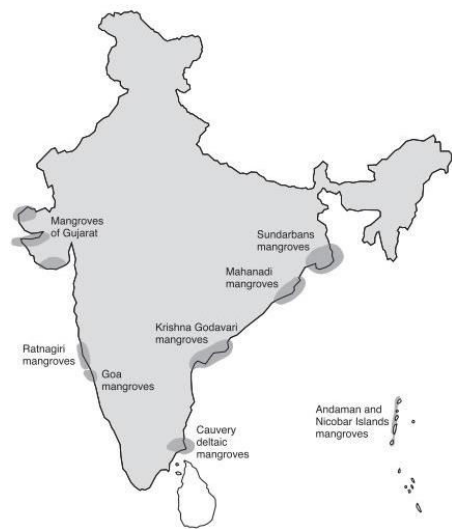 Mangroves
of Gujarat
Sundarbans
mangroves
Mahanadi
mangroves
Krishna Godavari
mangroves
Ratnagiri
mangroves
Goa
mangroves
Andaman and
Nicobar Islands
mangroves
Cauvery
deltaic
mangroves